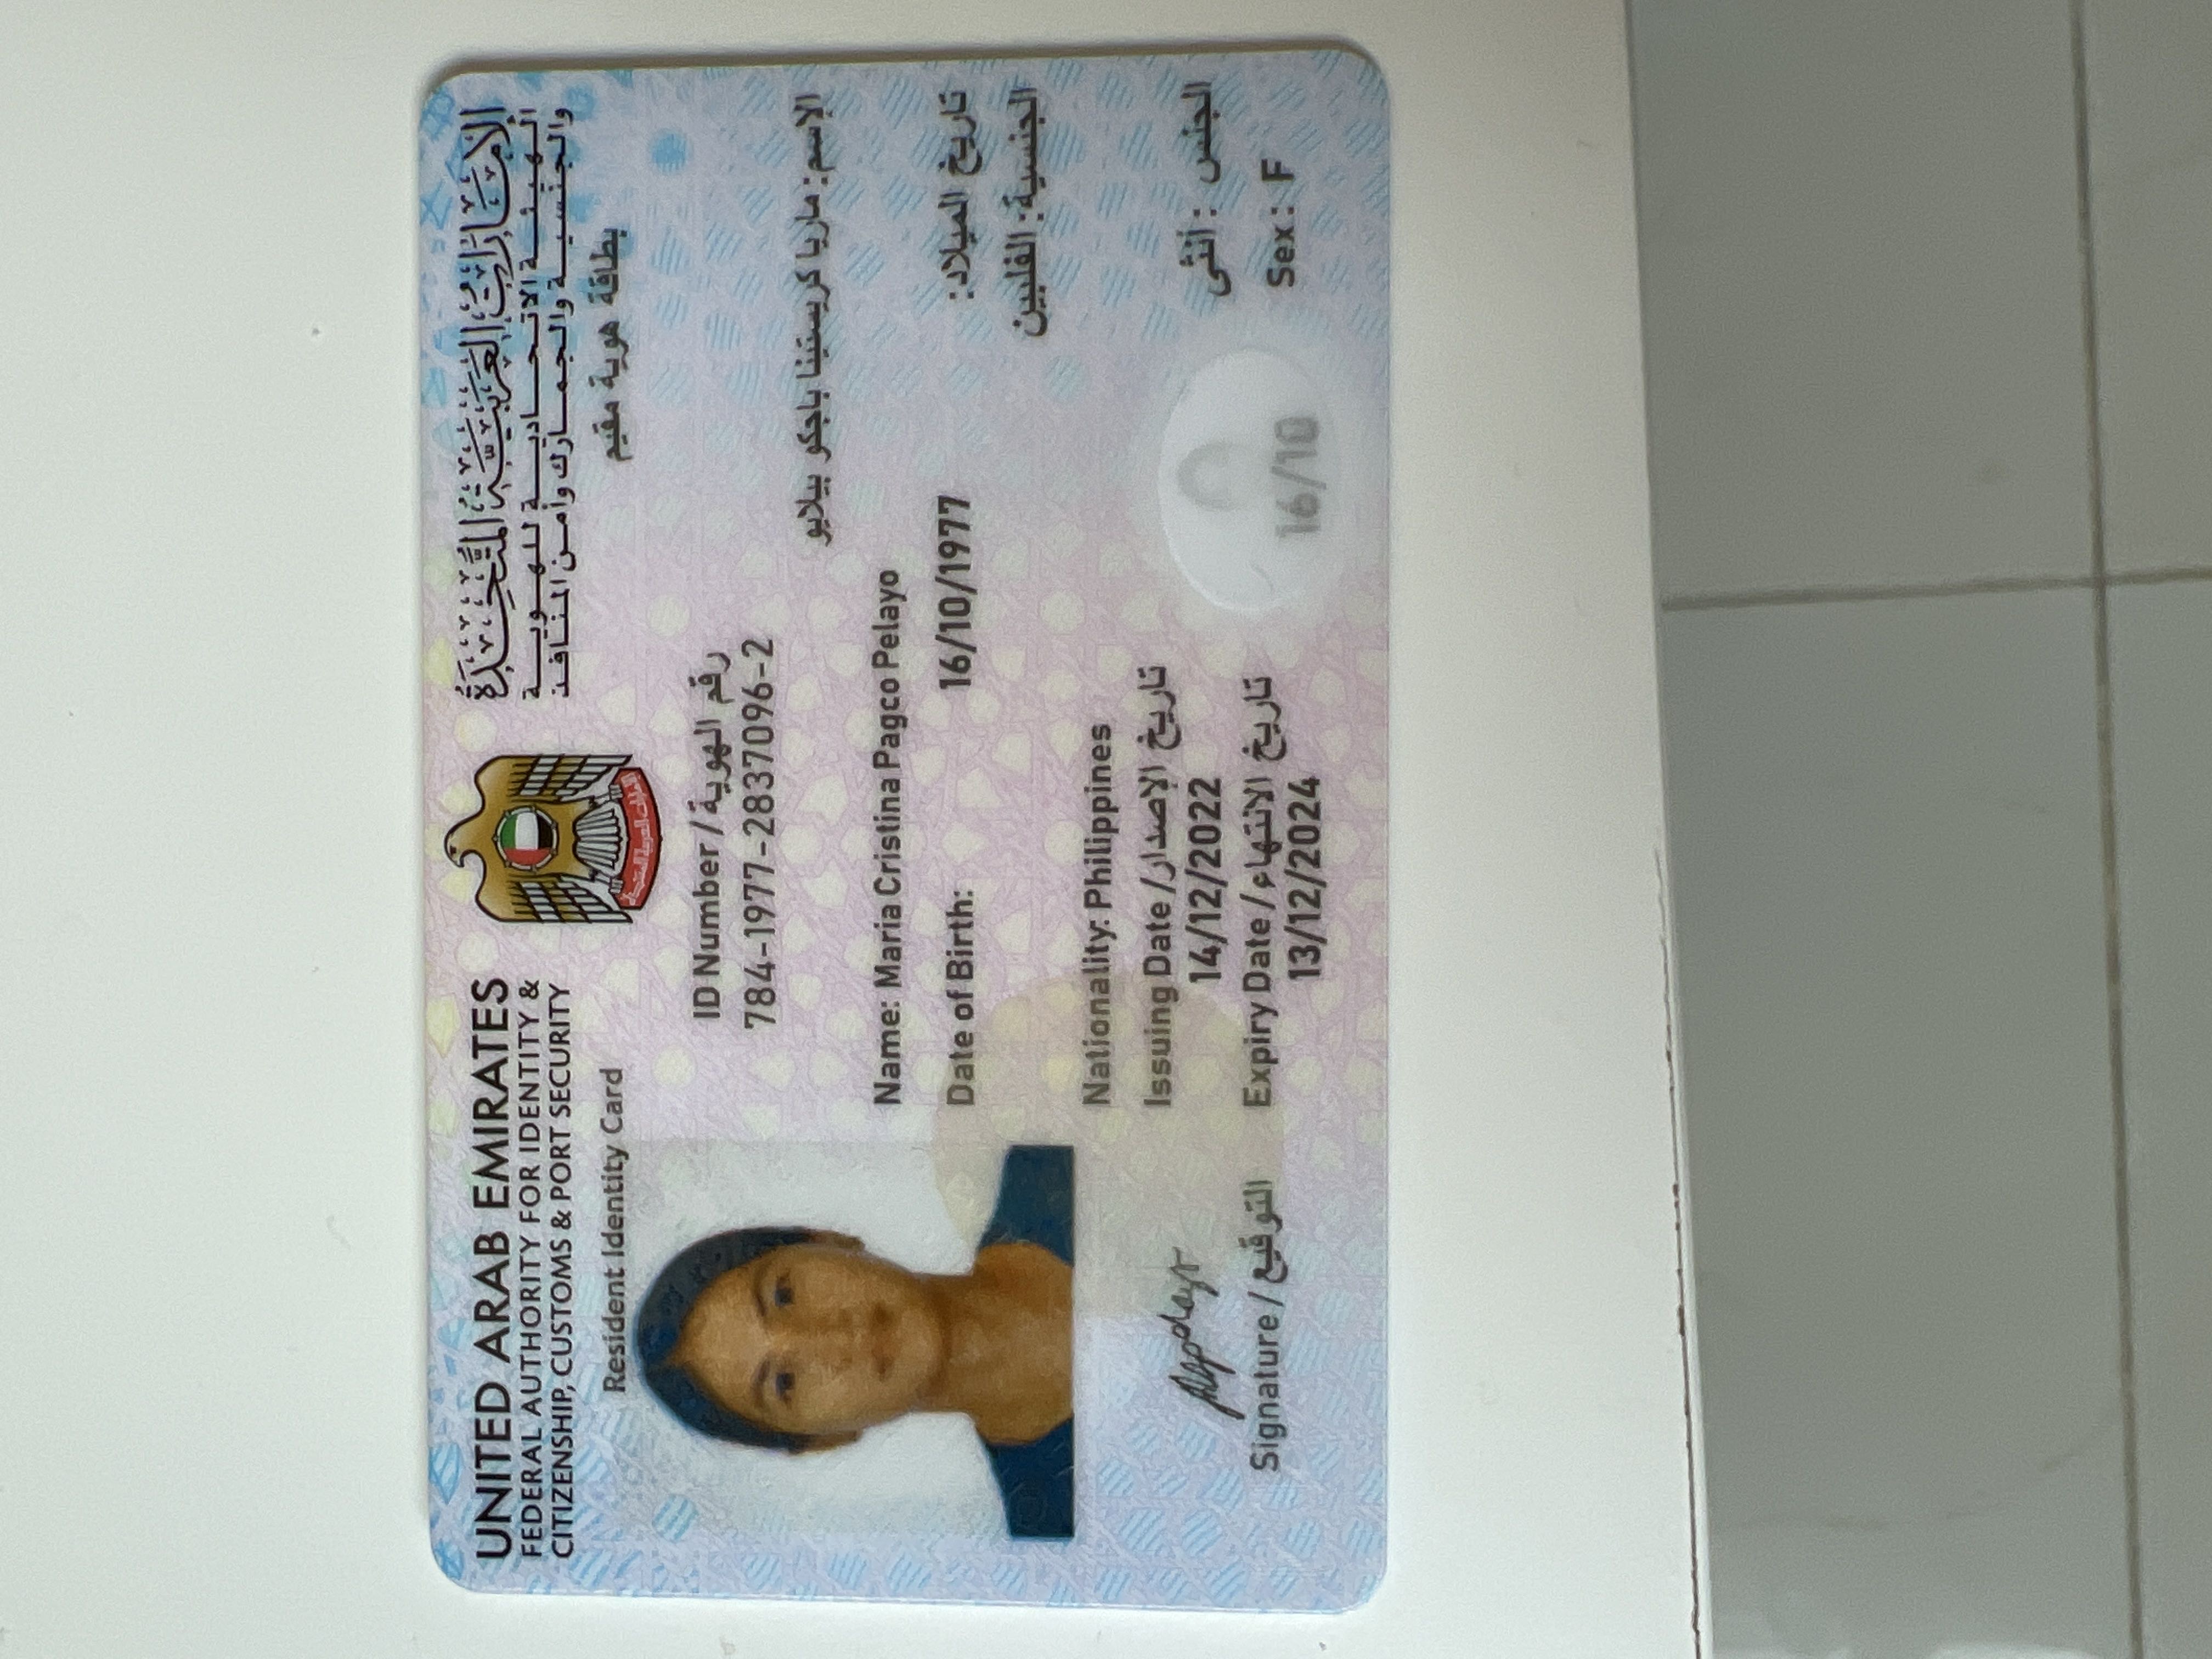 UNITED ARAB EMIRATES
FEDERAL AUTHORITY FOR IDENTITY &
CITIZENSHIP, CUSTOMS & PORT SECURITY
Resident Identity Card
الإمارات العربية المتحدة
الهيئة الاتحادية للهوية
والجنسية والجمارك وأمن المنافذ
بطاقة هوية مقيم
الإمارات العربية المتحدة
ID Number / رقم الهوية
784-1977-2837096-2
الإسم: ماريا كريستينا باجكو بيلايو
Name: Maria Cristina Pagco Pelayo
Date of Birth: 16/10/1977 تاريخ الميلاد:
الجنسية: الفلبين
Nationality: Philippines
Issuing Date / تاريخ الإصدار
14/12/2022
الجنس : أنثى
Signature / التوقيع
Expiry Date / تاريخ الانتهاء
13/12/2024
16/10
Sex: F